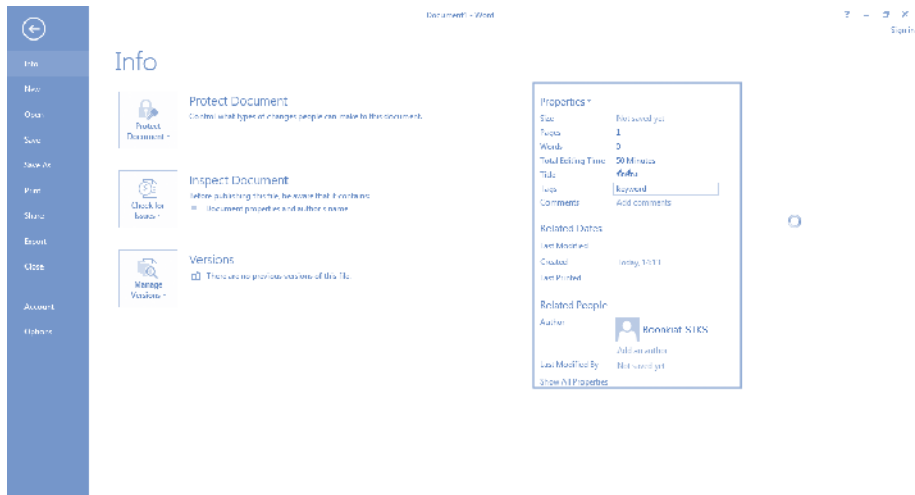 Document1 - Word
Sign in
Info
New
Open
Save
Save As
Print
Share
Export
Close
Account
Options
Info
Protect Document
Control what types of changes people can make to this document.
Protect
Document
Inspect Document
Before publishing this file, be aware that it contains:
Document properties and author's name
Check for
Issues
Versions
There are no previous versions of this file.
Manage
Versions
Properties
Size Not saved yet
Pages 1
Words 0
Total Editing Time 50 Minutes
Title
Tags keyword
Comments Add comments
Related Dates
Last Modified
Created Today, 14:11
Last Printed
Related People
Author
STKS
Add an author
Last Modified By Not saved yet
Show All Properties